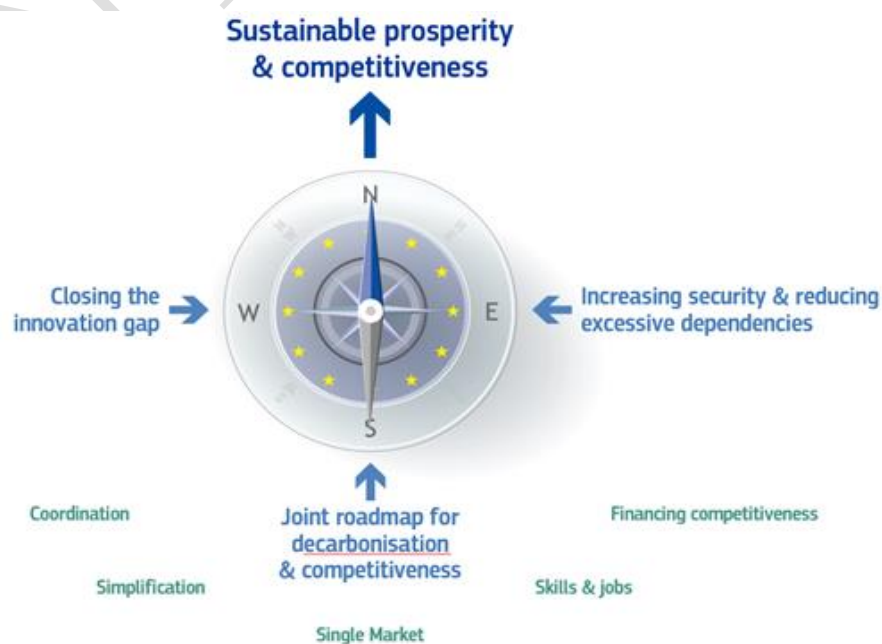 Sustainable prosperity
& competitiveness
N
Closing the
innovation gap
W
E
Increasing security & reducing
excessive dependencies
S
Joint roadmap for
decarbonisation
& competitiveness
Coordination
Financing competitiveness
Simplification
Skills & jobs
Single Market